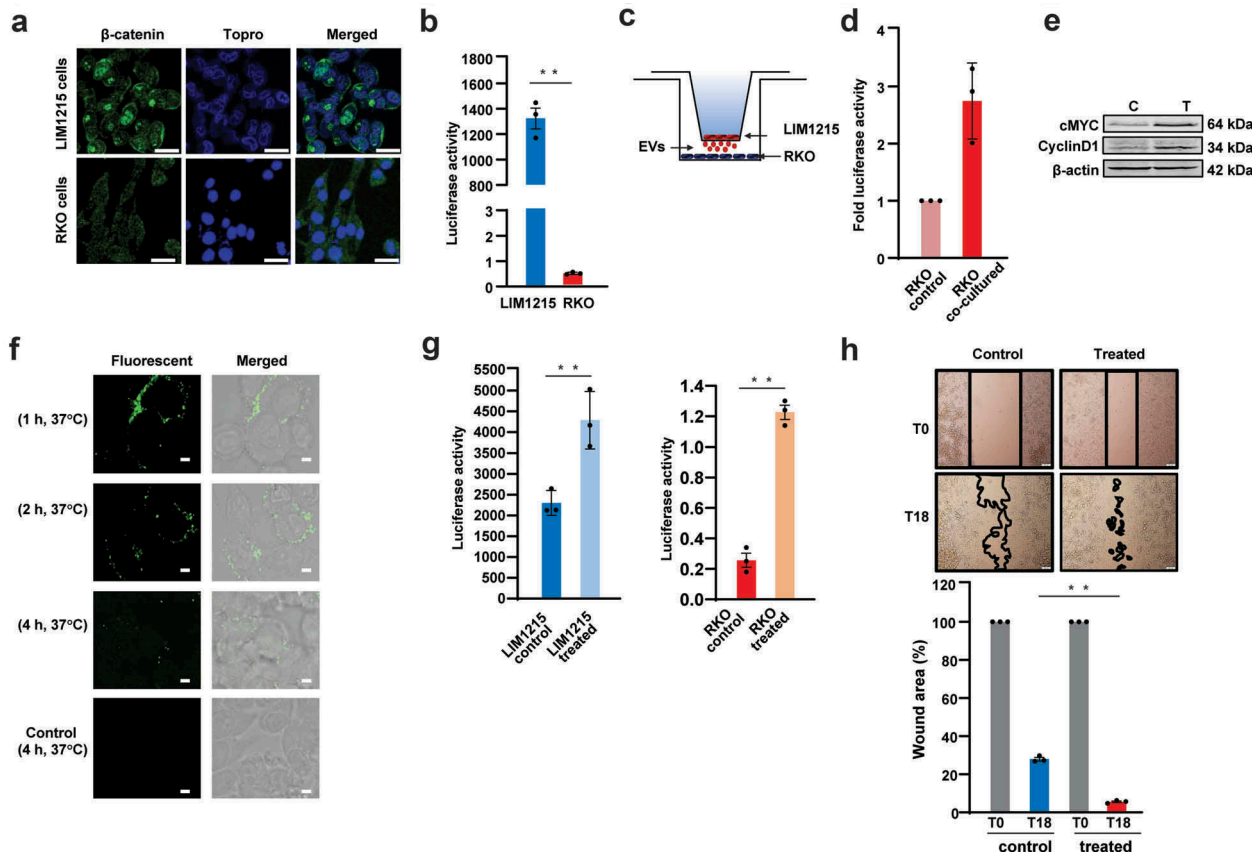 a
β-catenin Topro Merged
LIM1215 cells
RKO cells
b
Luciferase activity
1800
1600
1400
1200
1000
800
3
2
1
0
* *
LIM1215 RKO
c
EVs
LIM1215
RKO
d
Fold luciferase activity
4
3
2
1
0
RKO control
RKO co-cultured
e
C T
cMYC 64 kDa
CyclinD1 34 kDa
β-actin 42 kDa
f
Fluorescent Merged
(1 h, 37°C)
(2 h, 37°C)
(4 h, 37°C)
Control
(4 h, 37°C)
g
Luciferase activity
5500
5000
4500
4000
3500
3000
2500
2000
1500
1000
500
0
* *
LIM1215 control
LIM1215 treated
Luciferase activity
1.4
1.2
1.0
0.8
0.6
0.4
0.2
0.0
* *
RKO control
RKO treated
h
Control Treated
T0
T18
Wound area (%)
120
100
80
60
40
20
0
* *
T0 T18 T0 T18
control treated